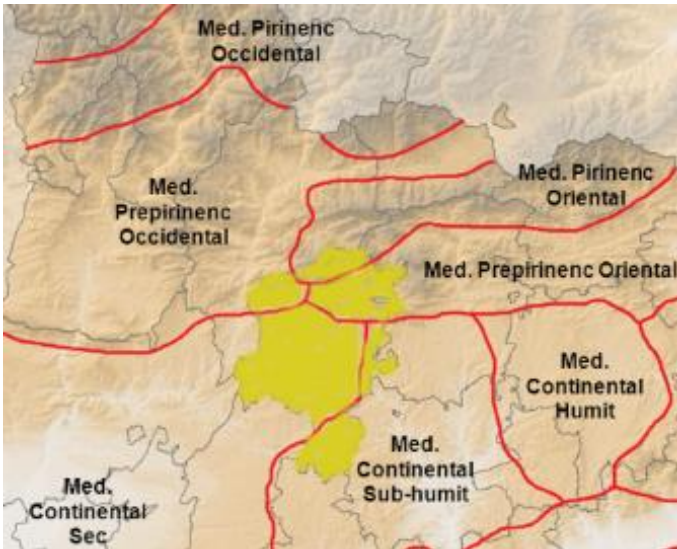 Med. Pirinenc
Occidental
Med.
Prepirinenc
Occidental
Med. Pirinenc
Oriental
Med. Prepirinenc Oriental
Med.
Continental
Humit
Med.
Continental
Sub-humit
Med.
Continental
Sec